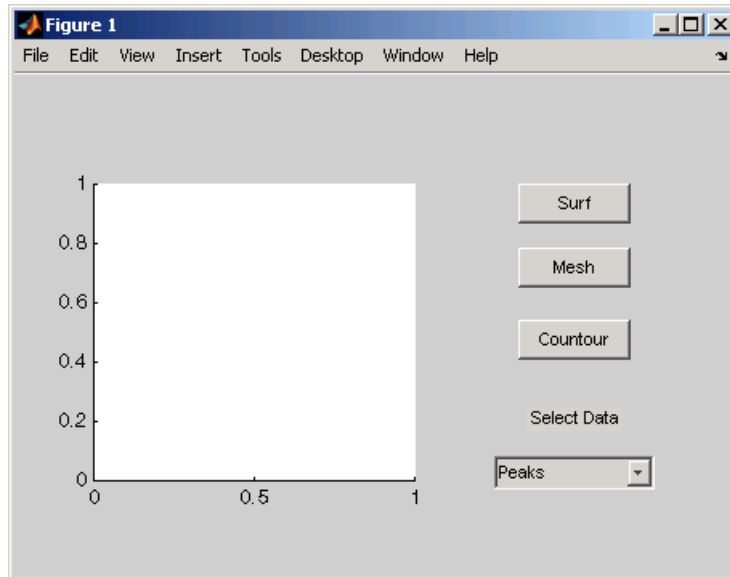 Figure 1
File Edit View Insert Tools Desktop Window Help
1
0.8
0.6
0.4
0.2
0
0 0.5 1
Surf
Mesh
Countour
Select Data
Peaks